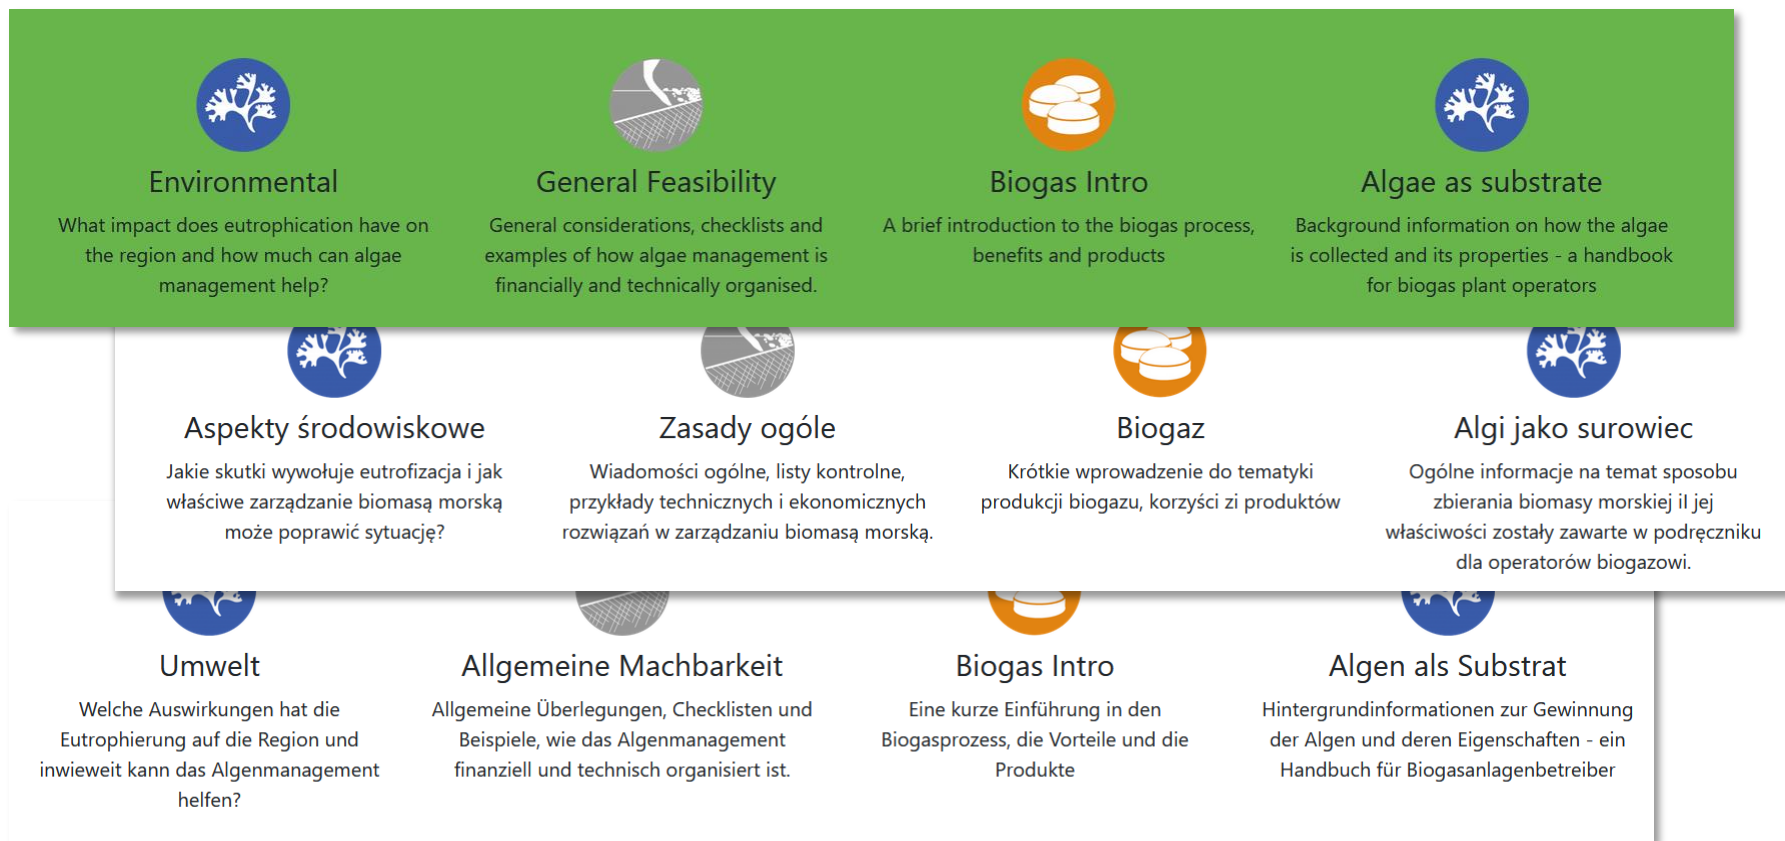 Environmental
What impact does eutrophication have on
the region and how much can algae
management help?
General Feasibility
General considerations, checklists and
examples of how algae management is
financially and technically organised.
Biogas Intro
A brief introduction to the biogas process,
benefits and products
Algae as substrate
Background information on how the algae
is collected and its properties - a handbook
for biogas plant operators
Aspekty środowiskowe
Jakie skutki wywołuje eutrofizacja i jak
właściwe zarządzanie biomasą morską
może poprawić sytuację?
Zasady ogóle
Wiadomości ogólne, listy kontrolne,
przykłady technicznych i ekonomicznych
rozwiązań w zarządzaniu biomasą morską.
Biogaz
Krótkie wprowadzenie do tematyki
produkcji biogazu, korzyści zi produktów
Algi jako surowiec
Ogólne informacje na temat sposobu
zbierania biomasy morskiej iI jej
właściwości zostały zawarte w podręczniku
dla operatorów biogazowi.
Umwelt
Welche Auswirkungen hat die
Eutrophierung auf die Region und
inwieweit kann das Algenmanagement
helfen?
Allgemeine Machbarkeit
Allgemeine Überlegungen, Checklisten und
Beispiele, wie das Algenmanagement
finanziell und technisch organisiert ist.
Biogas Intro
Eine kurze Einführung in den
Biogasprozess, die Vorteile und die
Produkte
Algen als Substrat
Hintergrundinformationen zur Gewinnung
der Algen und deren Eigenschaften - ein
Handbuch für Biogasanlagenbetreiber